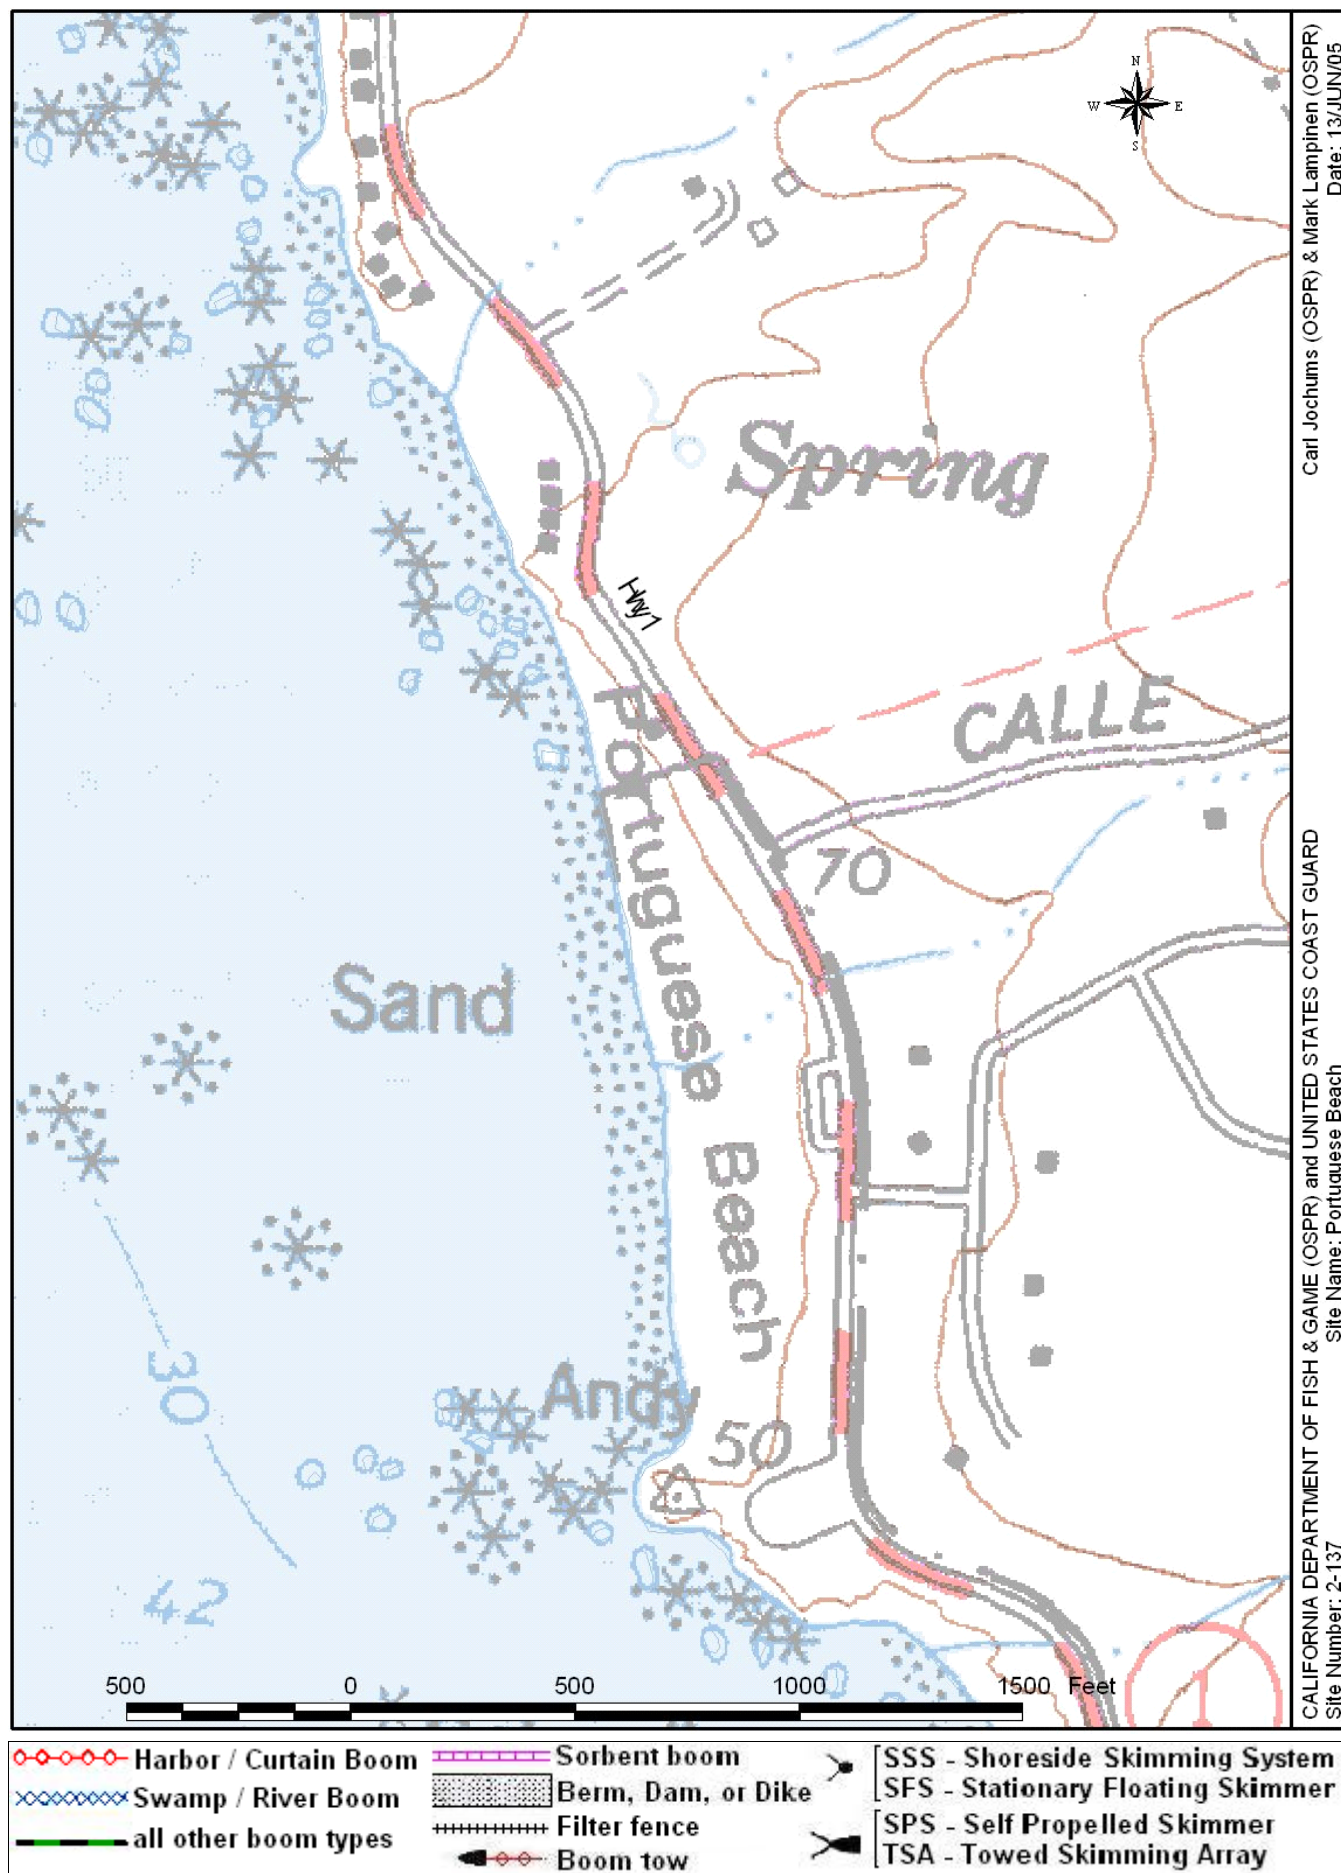 N
W E
S
Spring
Hwy1
CALLE
70
Portuguese Beach
Sand
Andy
50
30
42
1
500 0 500 1000 1500 Feet
CALIFORNIA DEPARTMENT OF FISH & GAME (OSPR) and UNITED STATES COAST GUARD
Carl Jochums (OSPR) & Mark Lampinen (OSPR)
Site Number: 2-137
Site Name: Portuguese Beach
Date: 13/JUN/05
Harbor / Curtain Boom
Swamp / River Boom
all other boom types
Sorbent boom
Berm, Dam, or Dike
Filter fence
Boom tow
SSS - Shoreside Skimming System
SFS - Stationary Floating Skimmer
SPS - Self Propelled Skimmer
TSA - Towed Skimming Array